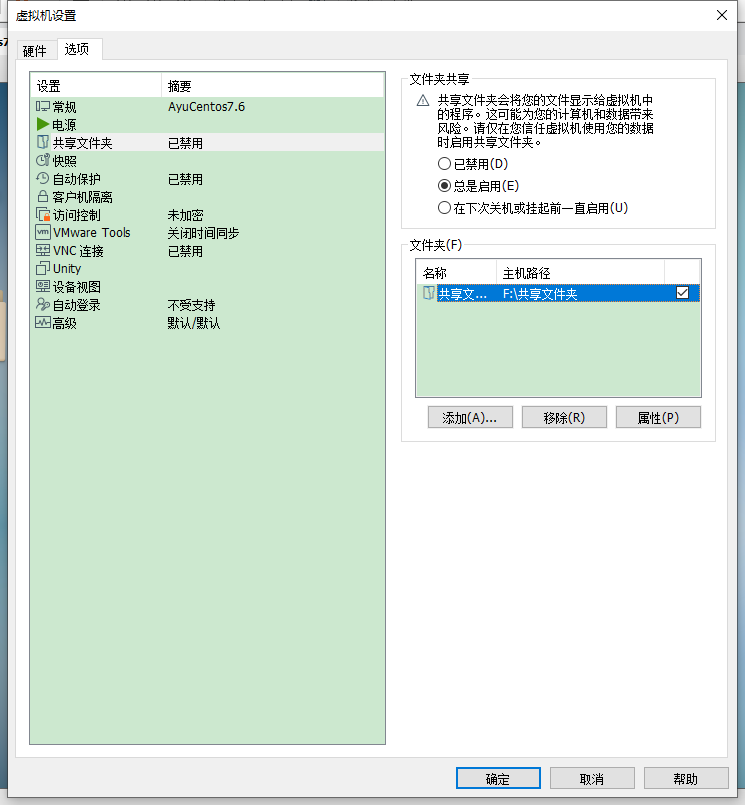 虚拟机设置
硬件 选项
设置 摘要
常规 AyuCentos7.6
电源
共享文件夹 已禁用
快照
自动保护 已禁用
客户机隔离
访问控制 未加密
VMware Tools 关闭时间同步
VNC 连接 已禁用
Unity
设备视图
自动登录 不受支持
高级 默认/默认
文件夹共享
共享文件夹会将您的文件显示给虚拟机中
的程序。这可能为您的计算机和数据带来
风险。请仅在您信任虚拟机使用您的数据
时启用共享文件夹。
已禁用(D)
总是启用(E)
在下次关机或挂起前一直启用(U)
文件夹(F)
名称 主机路径
共享文... F:\共享文件夹
添加(A)... 移除(R) 属性(P)
确定 取消 帮助